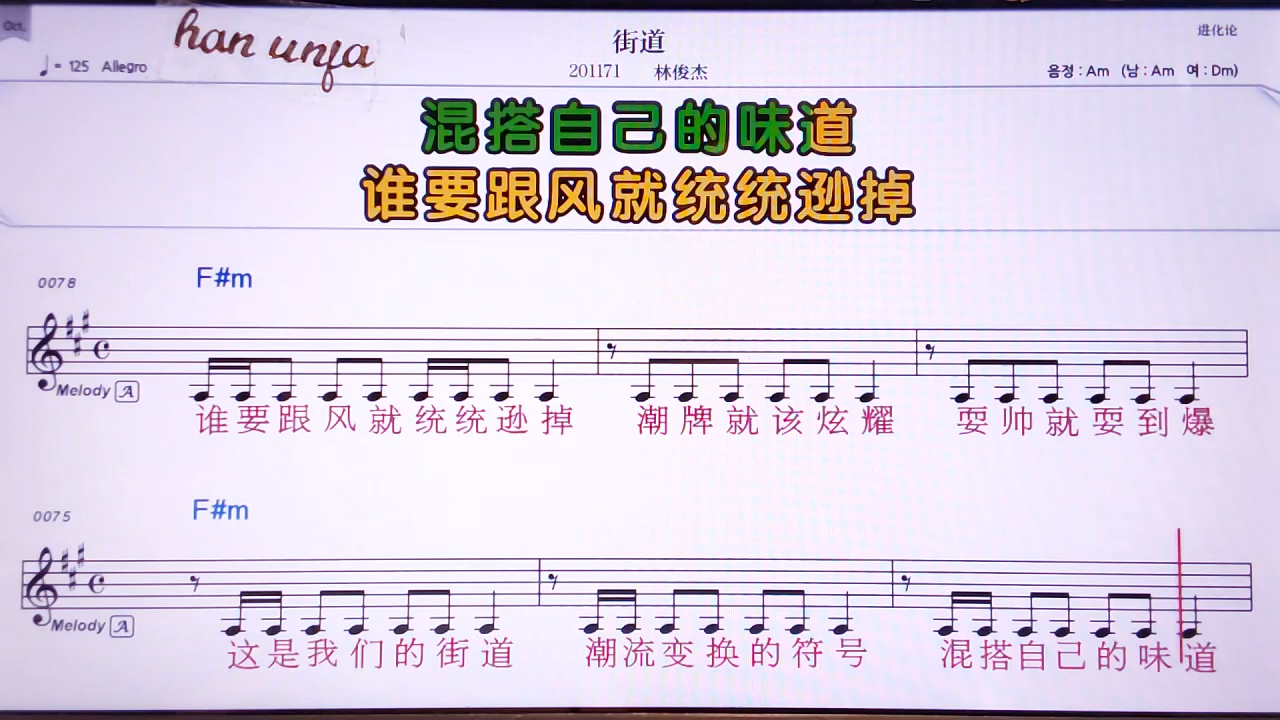 Oct.
han unfa
街道
进化论
♩= 125 Allegro
201171 林俊杰
음정 : Am (남 : Am 여 : Dm)
混搭自己的味道
谁要跟风就统统逊掉
0078
F#m
Melody A
谁要跟风就统统逊掉 潮牌就该炫耀 耍帅就耍到爆
0075
F#m
Melody A
这是我们的街道 潮流变换的符号 混搭自己的味道